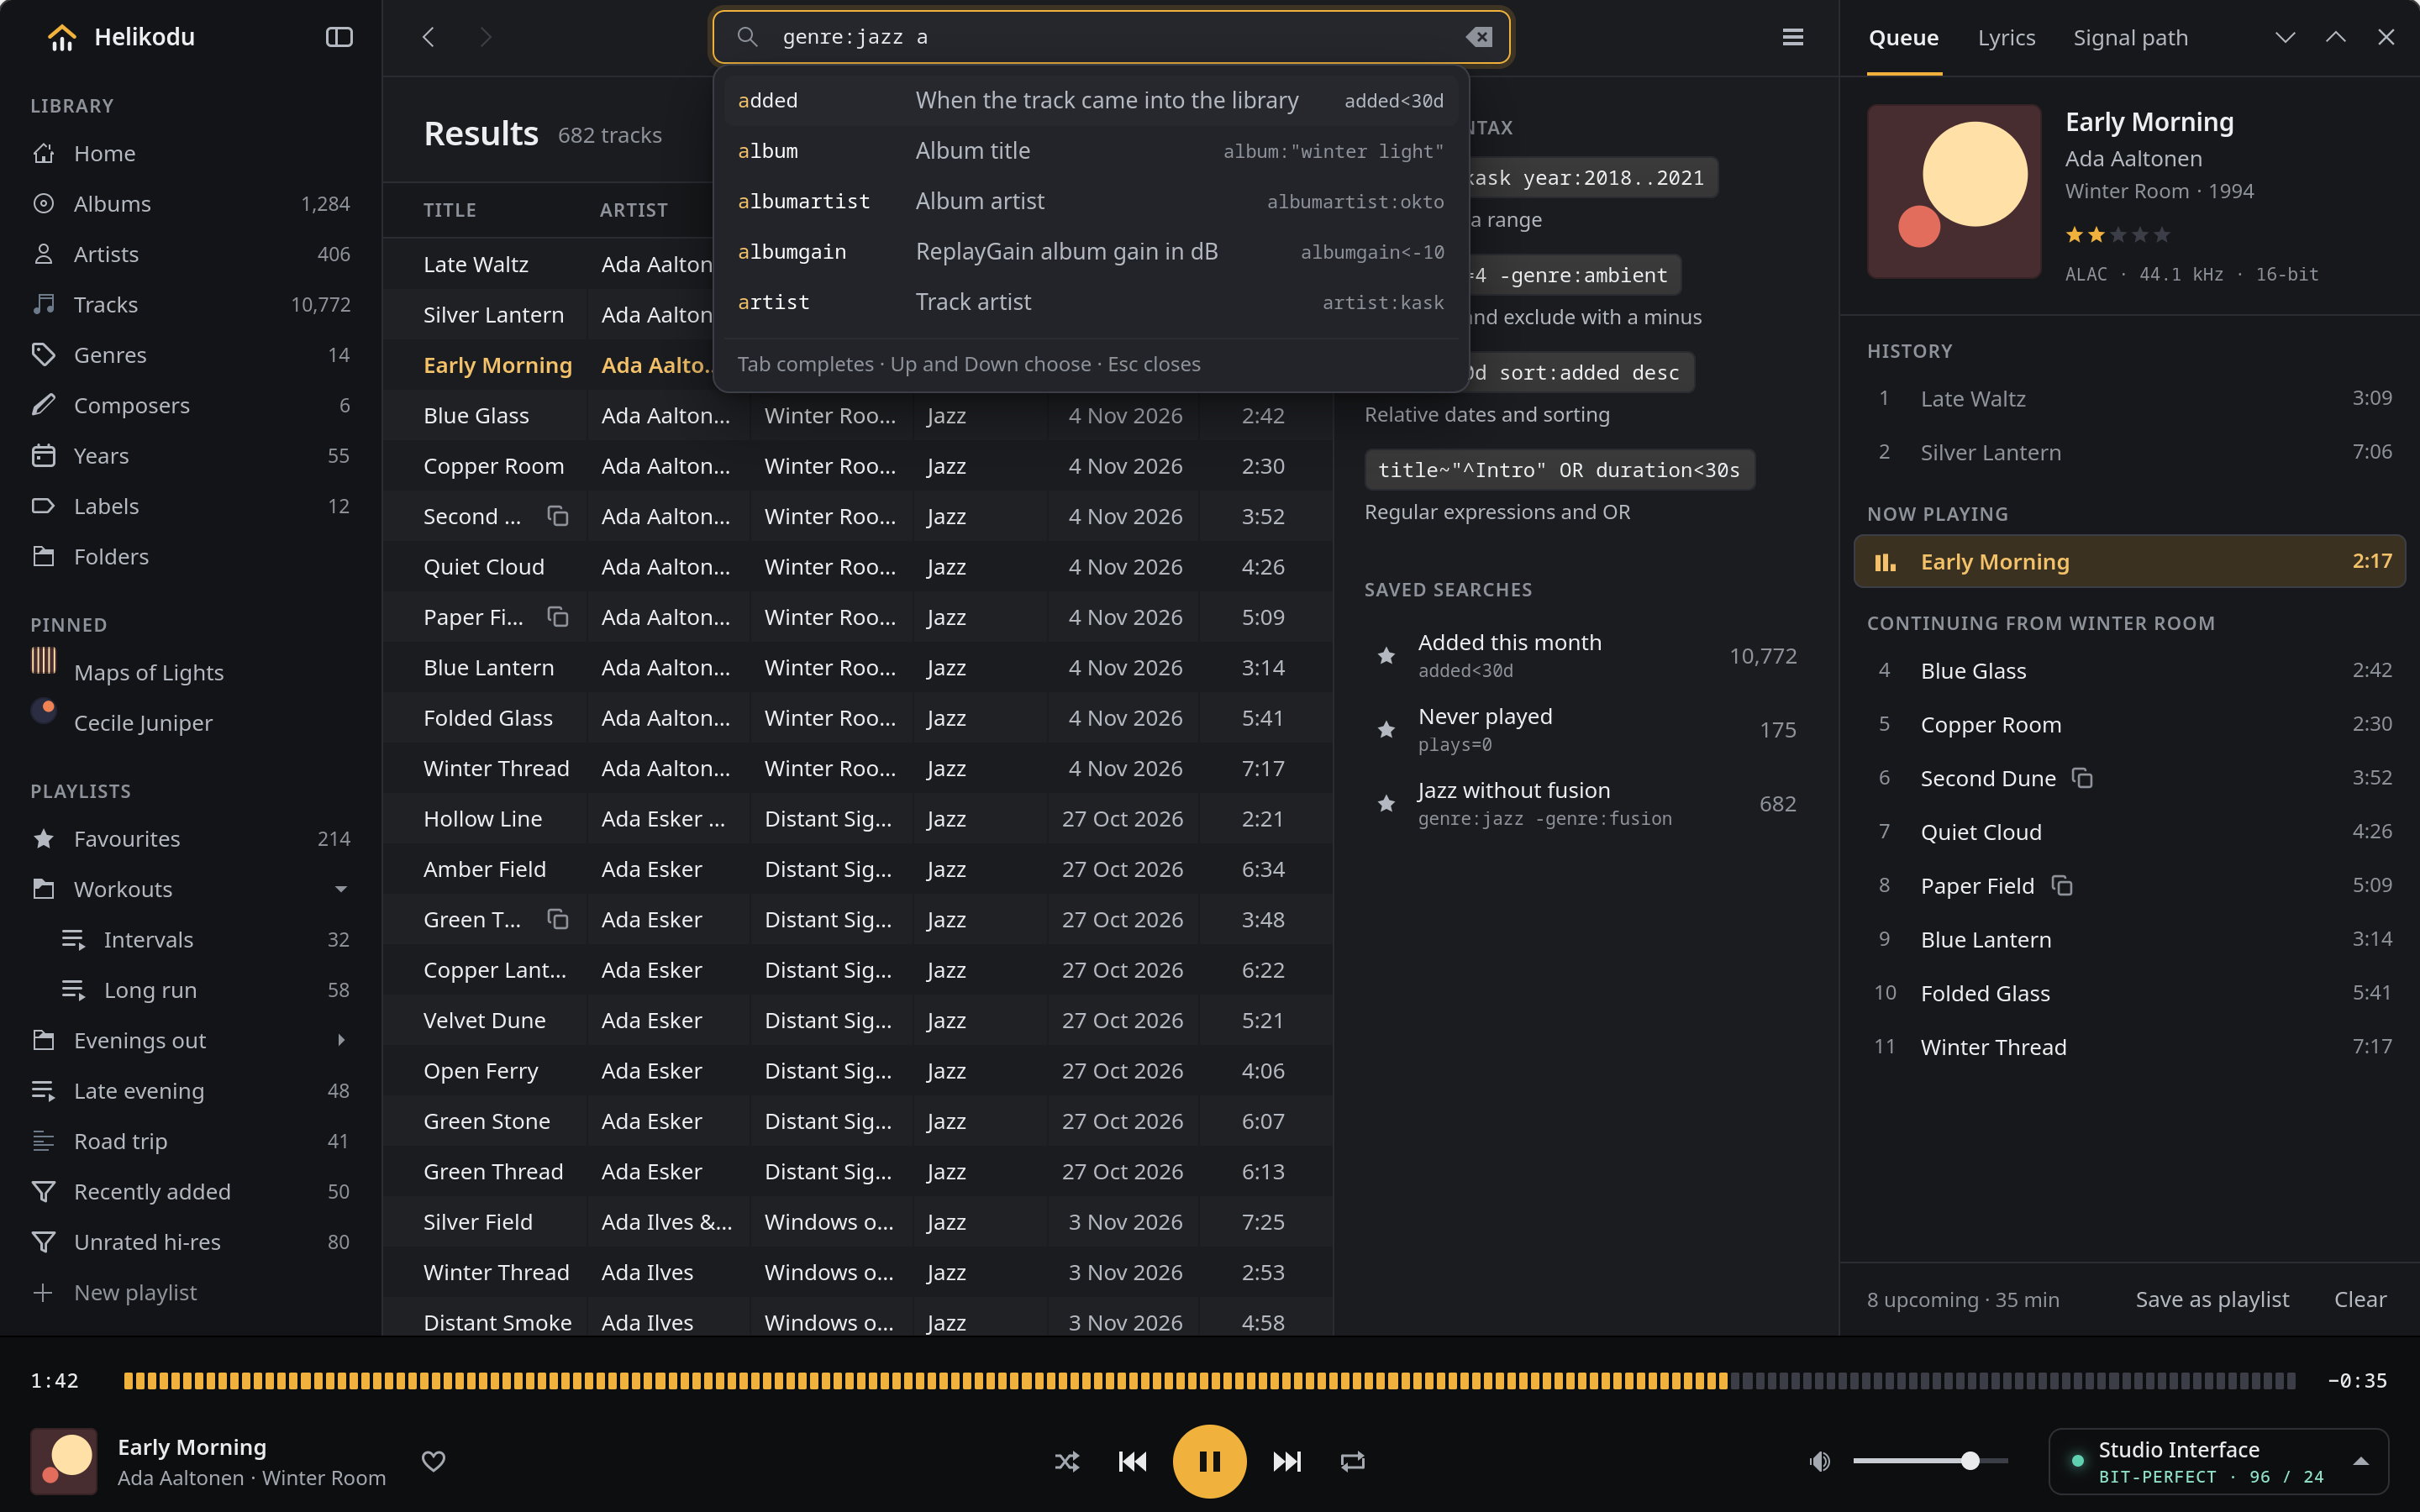 Helikodu
genre:jazz a
Queue Lyrics Signal path
LIBRARY
Home
Albums 1,284
Artists 406
Tracks 10,772
Genres 14
Composers 6
Years 55
Labels 12
Folders
PINNED
Maps of Lights
Cecile Juniper
PLAYLISTS
Favourites 214
Workouts
Intervals 32
Long run 58
Evenings out
Late evening 48
Road trip 41
Recently added 50
Unrated hi-res 80
New playlist
Results 682 tracks
TITLE ARTIST
Late Waltz Ada Aalton
Silver Lantern Ada Aalton
Early Morning Ada Aalto...
Blue Glass Ada Aalton... Winter Roo... Jazz 4 Nov 2026 2:42
Copper Room Ada Aalton... Winter Roo... Jazz 4 Nov 2026 2:30
Second ... Ada Aalton... Winter Roo... Jazz 4 Nov 2026 3:52
Quiet Cloud Ada Aalton... Winter Roo... Jazz 4 Nov 2026 4:26
Paper Fi... Ada Aalton... Winter Roo... Jazz 4 Nov 2026 5:09
Blue Lantern Ada Aalton... Winter Roo... Jazz 4 Nov 2026 3:14
Folded Glass Ada Aalton... Winter Roo... Jazz 4 Nov 2026 5:41
Winter Thread Ada Aalton... Winter Roo... Jazz 4 Nov 2026 7:17
Hollow Line Ada Esker ... Distant Sig... Jazz 27 Oct 2026 2:21
Amber Field Ada Esker Distant Sig... Jazz 27 Oct 2026 6:34
Green T... Ada Esker Distant Sig... Jazz 27 Oct 2026 3:48
Copper Lant... Ada Esker Distant Sig... Jazz 27 Oct 2026 6:22
Velvet Dune Ada Esker Distant Sig... Jazz 27 Oct 2026 5:21
Open Ferry Ada Esker Distant Sig... Jazz 27 Oct 2026 4:06
Green Stone Ada Esker Distant Sig... Jazz 27 Oct 2026 6:07
Green Thread Ada Esker Distant Sig... Jazz 27 Oct 2026 6:13
Silver Field Ada Ilves &... Windows o... Jazz 3 Nov 2026 7:25
Winter Thread Ada Ilves Windows o... Jazz 3 Nov 2026 2:53
Distant Smoke Ada Ilves Windows o... Jazz 3 Nov 2026 4:58
added When the track came into the library added<30d
album Album title album:"winter light"
albumartist Album artist albumartist:okto
albumgain ReplayGain album gain in dB albumgain<-10
artist Track artist artist:kask
Tab completes · Up and Down choose · Esc closes
NTAX
kask year:2018..2021
a range
=4 -genre:ambient
nd exclude with a minus
0d sort:added desc
Relative dates and sorting
title~"^Intro" OR duration<30s
Regular expressions and OR
SAVED SEARCHES
Added this month 10,772
added<30d
Never played 175
plays=0
Jazz without fusion 682
genre:jazz -genre:fusion
Early Morning
Ada Aaltonen
Winter Room · 1994
ALAC · 44.1 kHz · 16-bit
HISTORY
1 Late Waltz 3:09
2 Silver Lantern 7:06
NOW PLAYING
Early Morning 2:17
CONTINUING FROM WINTER ROOM
4 Blue Glass 2:42
5 Copper Room 2:30
6 Second Dune 3:52
7 Quiet Cloud 4:26
8 Paper Field 5:09
9 Blue Lantern 3:14
10 Folded Glass 5:41
11 Winter Thread 7:17
8 upcoming · 35 min Save as playlist Clear
1:42 −0:35
Early Morning
Ada Aaltonen · Winter Room
Studio Interface
BIT-PERFECT · 96 / 24